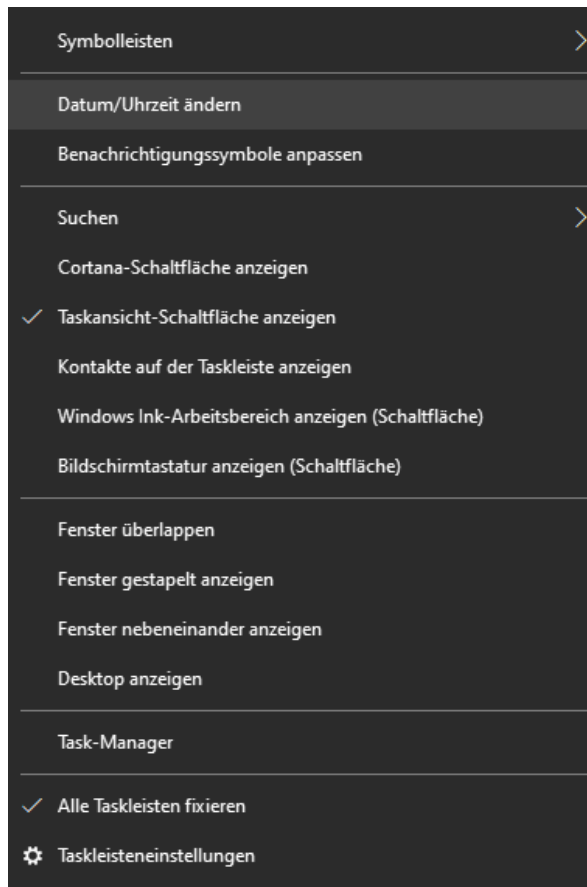 Symbolleisten
Datum/Uhrzeit ändern
Benachrichtigungssymbole anpassen
Suchen
Cortana-Schaltfläche anzeigen
Taskansicht-Schaltfläche anzeigen
Kontakte auf der Taskleiste anzeigen
Windows Ink-Arbeitsbereich anzeigen (Schaltfläche)
Bildschirmtastatur anzeigen (Schaltfläche)
Fenster überlappen
Fenster gestapelt anzeigen
Fenster nebeneinander anzeigen
Desktop anzeigen
Task-Manager
Alle Taskleisten fixieren
Taskleisteneinstellungen